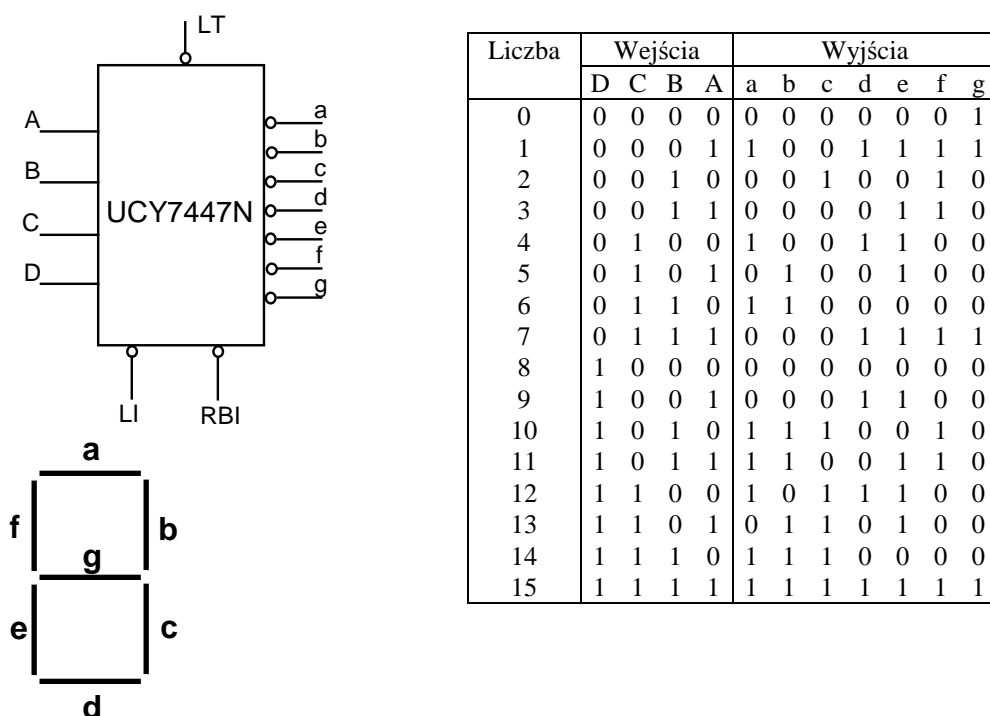 LT
A
B
C
D
UCY7447N
a
b
c
d
e
f
g
LI RBI
a
f b
g
e c
d
Liczba Wejścia Wyjścia
D C B A a b c d e f g
0 0 0 0 0 0 0 0 0 0 0 1
1 0 0 0 1 1 0 0 1 1 1 1
2 0 0 1 0 0 0 1 0 0 1 0
3 0 0 1 1 0 0 0 0 1 1 0
4 0 1 0 0 1 0 0 1 1 0 0
5 0 1 0 1 0 1 0 0 1 0 0
6 0 1 1 0 1 1 0 0 0 0 0
7 0 1 1 1 0 0 0 1 1 1 1
8 1 0 0 0 0 0 0 0 0 0 0
9 1 0 0 1 0 0 0 1 1 0 0
10 1 0 1 0 1 1 1 0 0 1 0
11 1 0 1 1 1 1 0 0 1 1 0
12 1 1 0 0 1 0 1 1 1 0 0
13 1 1 0 1 0 1 1 0 1 0 0
14 1 1 1 0 1 1 1 0 0 0 0
15 1 1 1 1 1 1 1 1 1 1 1